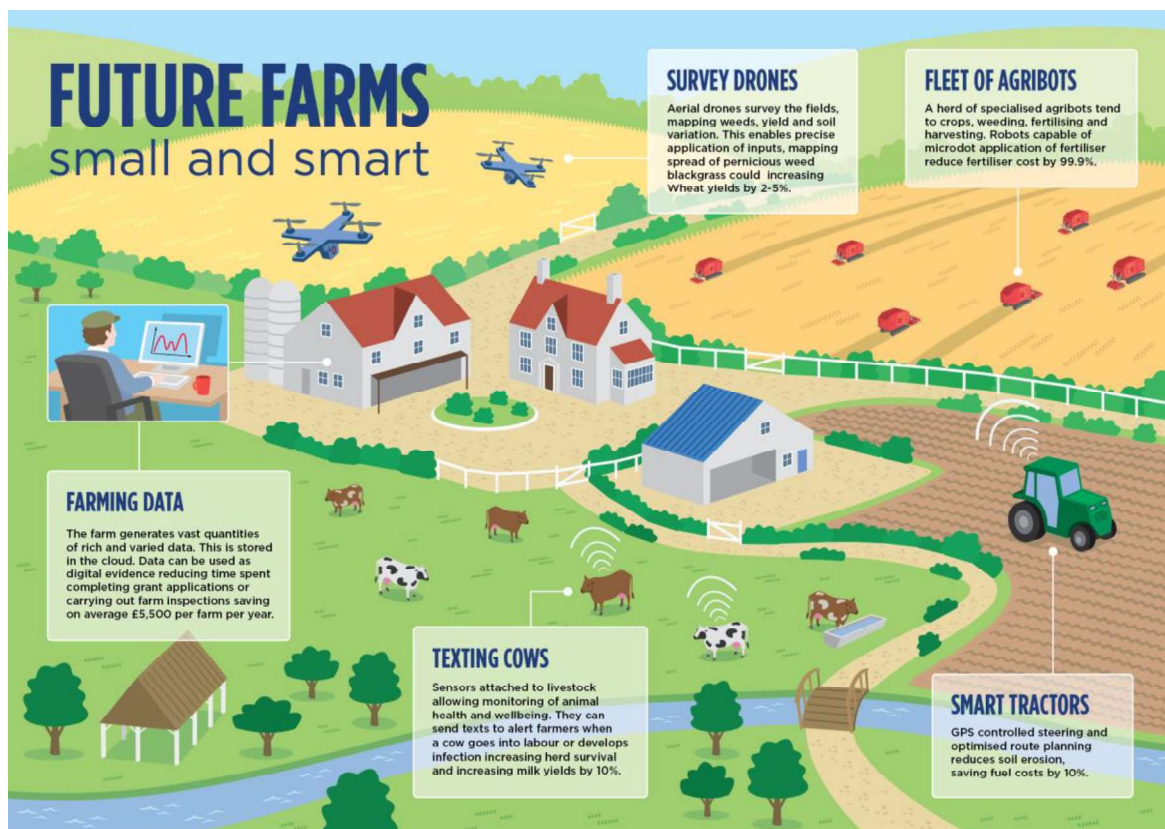 FUTURE FARMS
small and smart
SURVEY DRONES
Aerial drones survey the fields,
mapping weeds, yield and soil
variation. This enables precise
application of inputs, mapping
spread of pernicious weed
blackgrass could increasing
Wheat yields by 2-5%.
FLEET OF AGRIBOTS
A herd of specialised agribots tend
to crops, weeding, fertilising and
harvesting. Robots capable of
microdot application of fertiliser
reduce fertiliser cost by 99.9%.
FARMING DATA
The farm generates vast quantities
of rich and varied data. This is stored
in the cloud. Data can be used as
digital evidence reducing time spent
completing grant applications or
carrying out farm inspections saving
on average £5,500 per farm per year.
TEXTING COWS
Sensors attached to livestock
allowing monitoring of animal
health and wellbeing. They can
send texts to alert farmers when
a cow goes into labour or develops
infection increasing herd survival
and increasing milk yields by 10%.
SMART TRACTORS
GPS controlled steering and
optimised route planning
reduces soil erosion,
saving fuel costs by 10%.